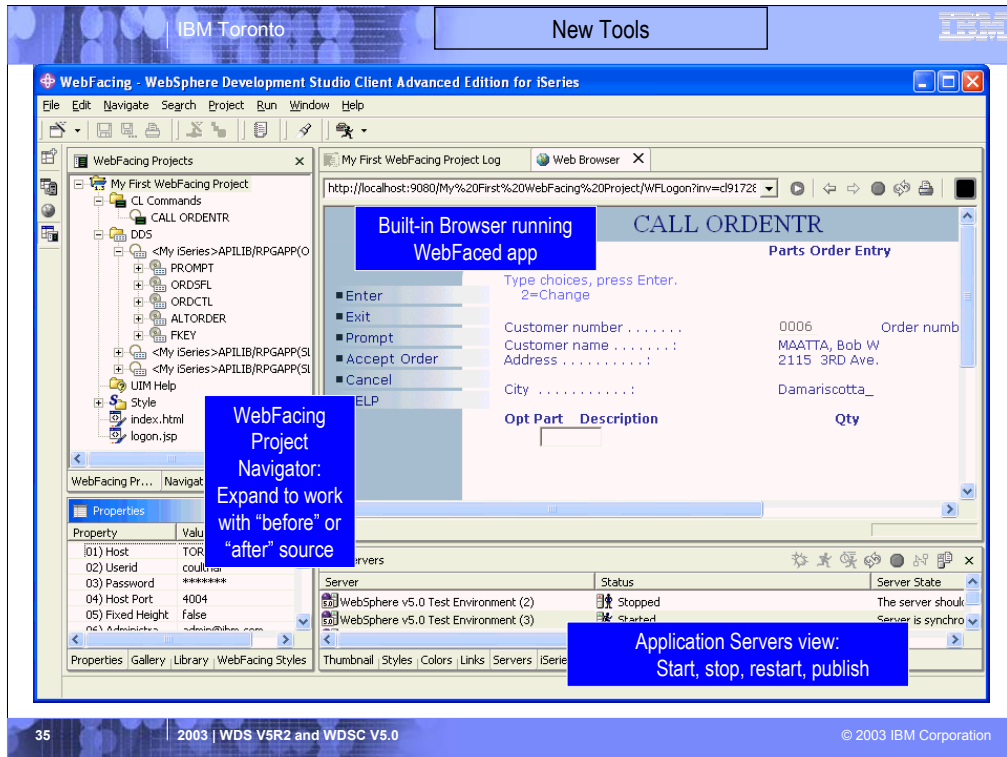 IBM Toronto
New Tools
IBM
WebFacing - WebSphere Development Studio Client Advanced Edition for iSeries
File Edit Navigate Search Project Run Window Help
WebFacing Projects
My First WebFacing Project
CL Commands
CALL ORDENTR
DDS
<My iSeries>APILIB/RPGAPP(O
PROMPT
ORDSFL
ORDCTL
ALTORDER
FKEY
<My iSeries>APILIB/RPGAPP(SL
<My iSeries>APILIB/RPGAPP(SL
UIM Help
Style
index.html
logon.jsp
WebFacing Pr... Navigat
WebFacing
Project
Navigator:
Expand to work
with “before” or
“after” source
My First WebFacing Project Log
Web Browser
http://localhost:9080/My%20First%20WebFacing%20Project/WFLogon?inv=cl9172
Built-in Browser running
WebFaced app
CALL ORDENTR
Parts Order Entry
Type choices, press Enter.
2=Change
Enter
Exit
Prompt
Accept Order
Cancel
ELP
Customer number . . . . . . . 0006 Order numb
Customer name . . . . . . . : MAATTA, Bob W
Address . . . . . . . . . . : 2115 3RD Ave.
City . . . . . . . . . . . : Damariscotta_
Opt Part Description Qty
Properties
Property Valu
01) Host TOR
02) Userid
03) Password *******
04) Host Port 4004
05) Fixed Height false
Properties Gallery Library WebFacing Styles
ervers
Server Status Server State
WebSphere v5.0 Test Environment (2) Stopped The server should
WebSphere v5.0 Test Environment (3) Started Server is synchro
Thumbnail Styles Colors Links Servers iSerie
Application Servers view:
Start, stop, restart, publish
35
2003 | WDS V5R2 and WDSC V5.0
© 2003 IBM Corporation